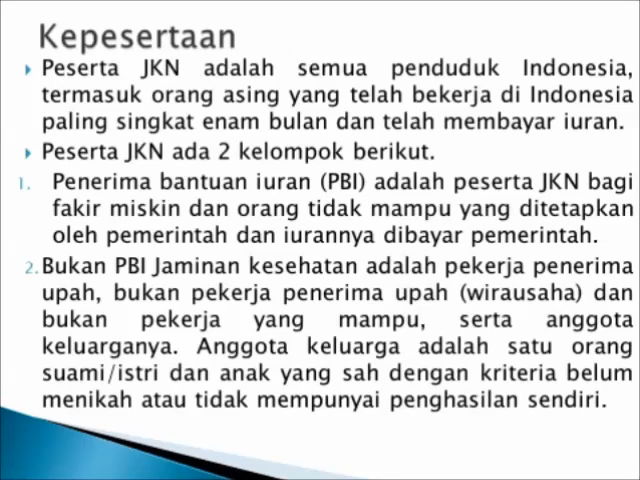 Kepesertaan
Peserta JKN adalah semua penduduk Indonesia,
termasuk orang asing yang telah bekerja di Indonesia
paling singkat enam bulan dan telah membayar iuran.
Peserta JKN ada 2 kelompok berikut.
1. Penerima bantuan iuran (PBI) adalah peserta JKN bagi
fakir miskin dan orang tidak mampu yang ditetapkan
oleh pemerintah dan iurannya dibayar pemerintah.
2. Bukan PBI Jaminan kesehatan adalah pekerja penerima
upah, bukan pekerja penerima upah (wirausaha) dan
bukan pekerja yang mampu, serta anggota
keluarganya. Anggota keluarga adalah satu orang
suami/istri dan anak yang sah dengan kriteria belum
menikah atau tidak mempunyai penghasilan sendiri.